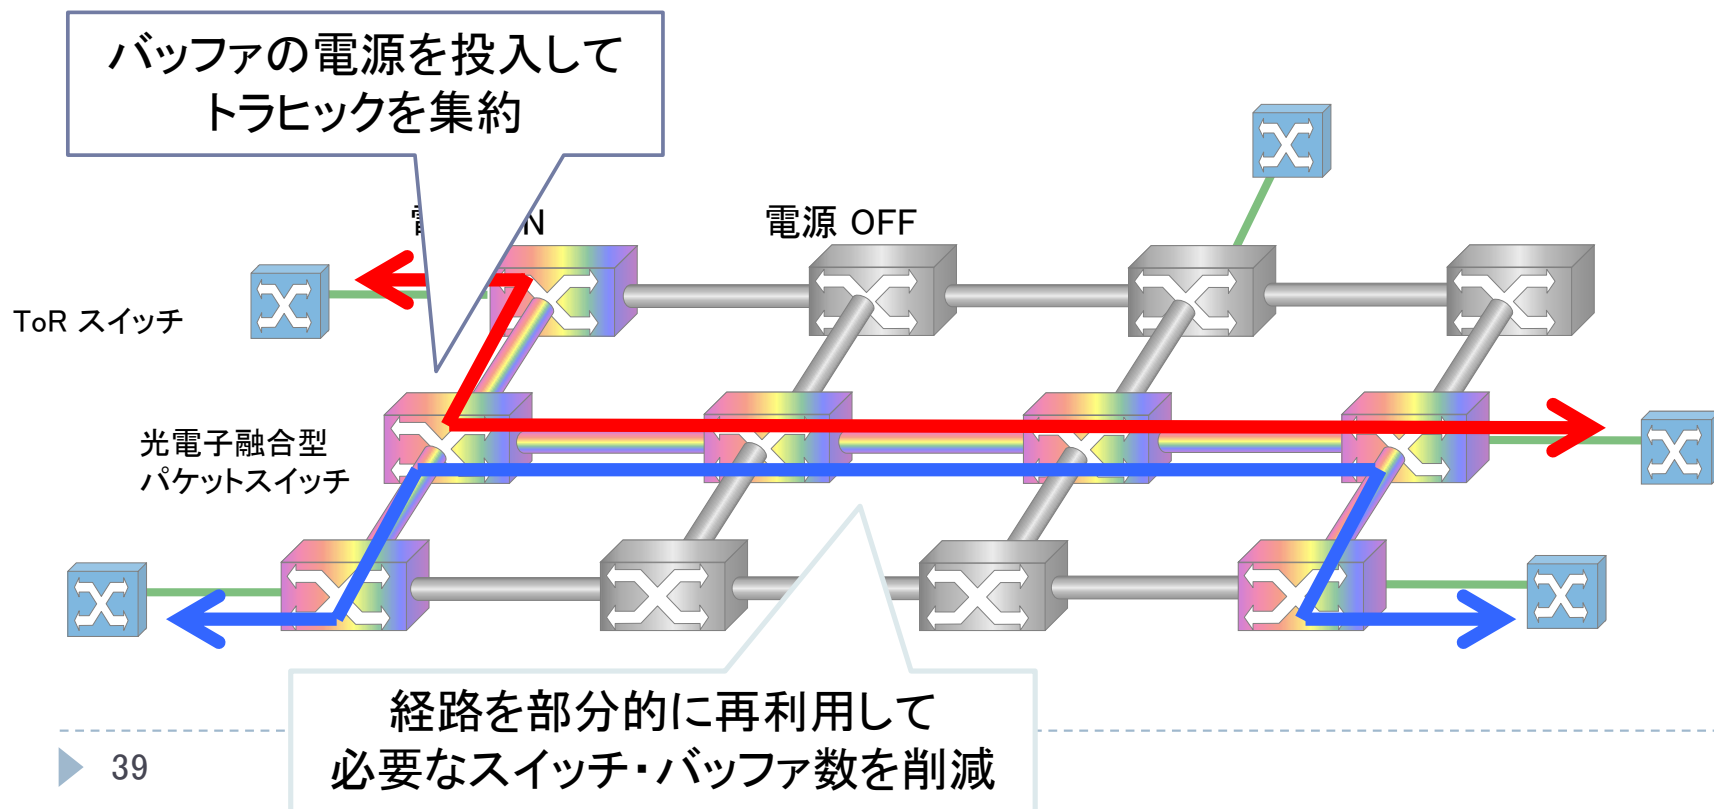 バッファの電源を投入して
トラヒックを集約
電源 OFF
ToR スイッチ
光電子融合型
パケットスイッチ
経路を部分的に再利用して
必要なスイッチ・バッファ数を削減
39